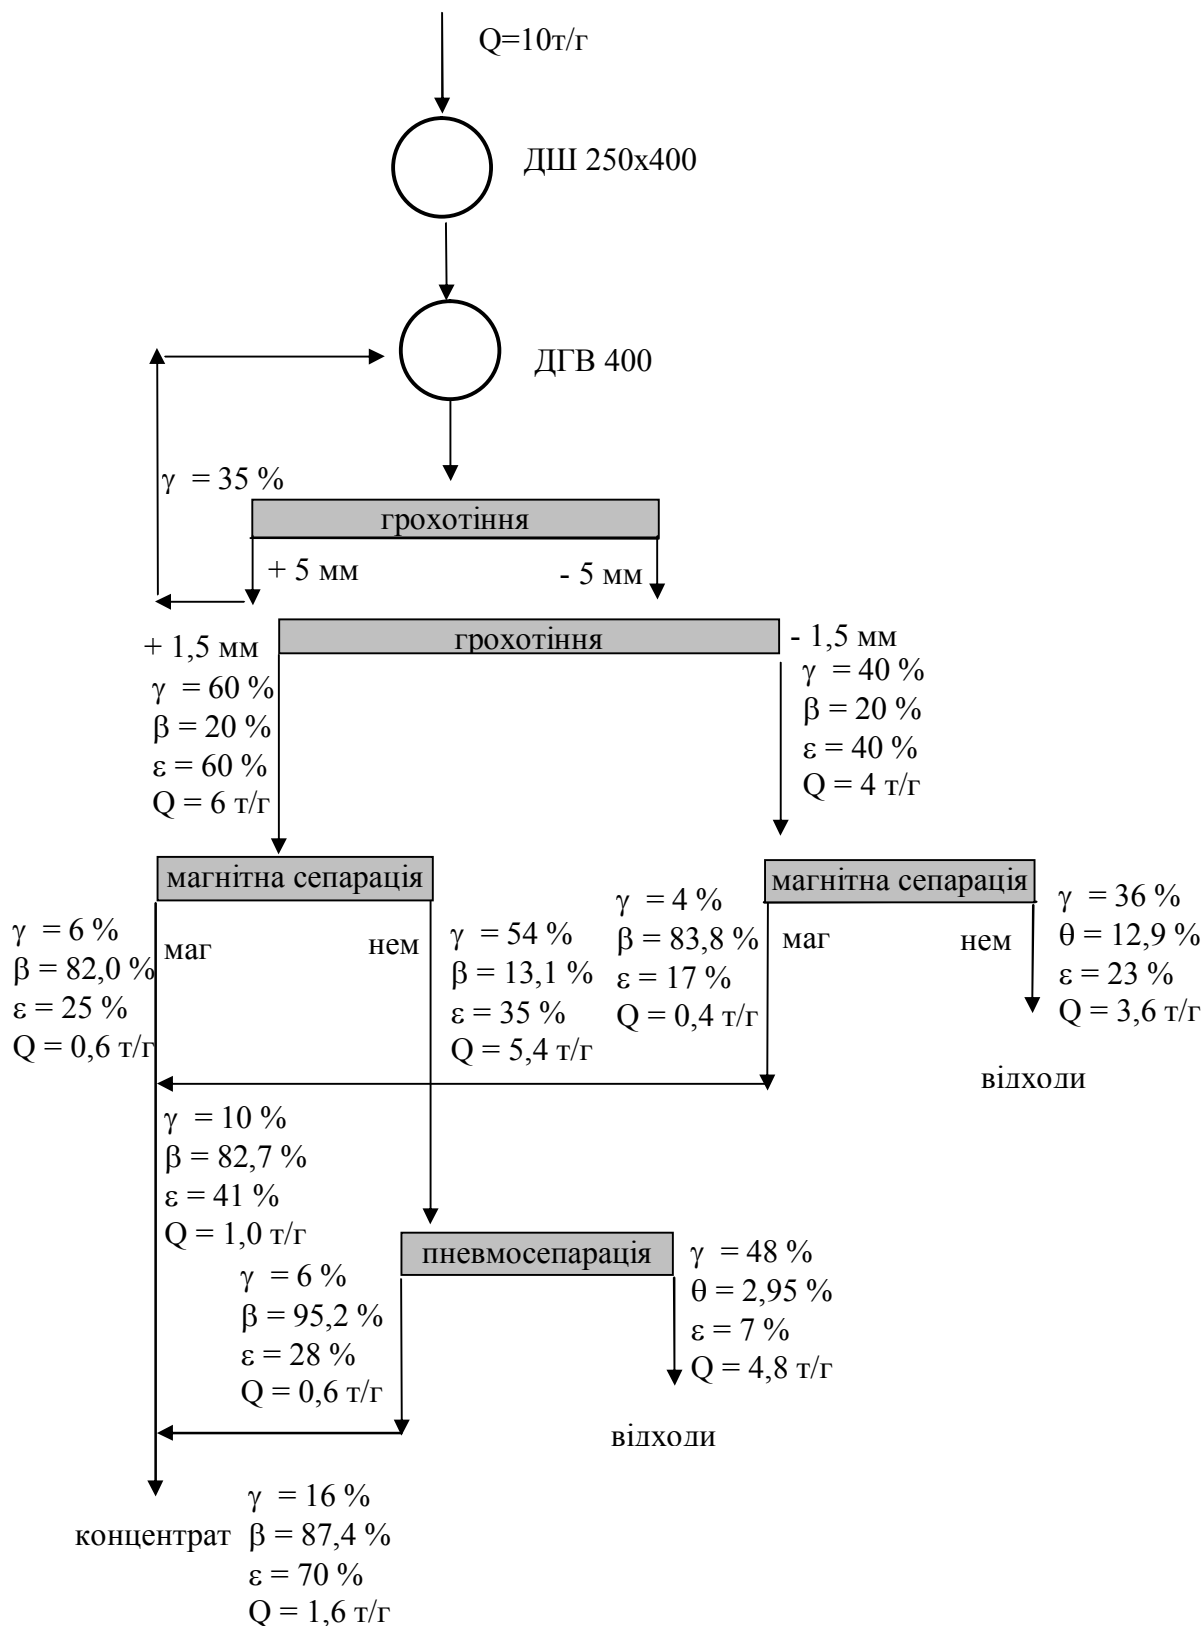 Q=10т/г
ДШ 250х400
ДГВ 400
γ = 35 %
грохотіння
+ 5 мм
- 5 мм
грохотіння
+ 1,5 мм
γ = 60 %
β = 20 %
ε = 60 %
Q = 6 т/г
- 1,5 мм
γ = 40 %
β = 20 %
ε = 40 %
Q = 4 т/г
магнітна сепарація
магнітна сепарація
γ = 6 %
β = 82,0 %
ε = 25 %
Q = 0,6 т/г
маг
нем
γ = 54 %
β = 13,1 %
ε = 35 %
Q = 5,4 т/г
γ = 4 %
β = 83,8 %
ε = 17 %
Q = 0,4 т/г
маг
нем
γ = 36 %
θ = 12,9 %
ε = 23 %
Q = 3,6 т/г
відходи
γ = 10 %
β = 82,7 %
ε = 41 %
Q = 1,0 т/г
пневмосепарація
γ = 6 %
β = 95,2 %
ε = 28 %
Q = 0,6 т/г
γ = 48 %
θ = 2,95 %
ε = 7 %
Q = 4,8 т/г
відходи
концентрат
γ = 16 %
β = 87,4 %
ε = 70 %
Q = 1,6 т/г